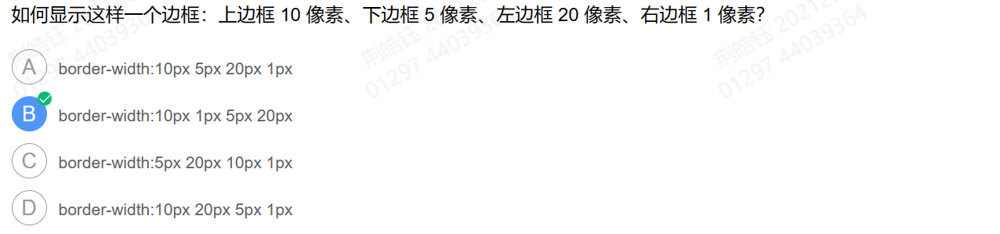 如何显示这样一个边框：上边框 10 像素、下边框 5 像素、左边框 20 像素、右边框 1 像素？
A border-width:10px 5px 20px 1px
B border-width:10px 1px 5px 20px
C border-width:5px 20px 10px 1px
D border-width:10px 20px 5px 1px
荆皓钰 202120
01297 44039364